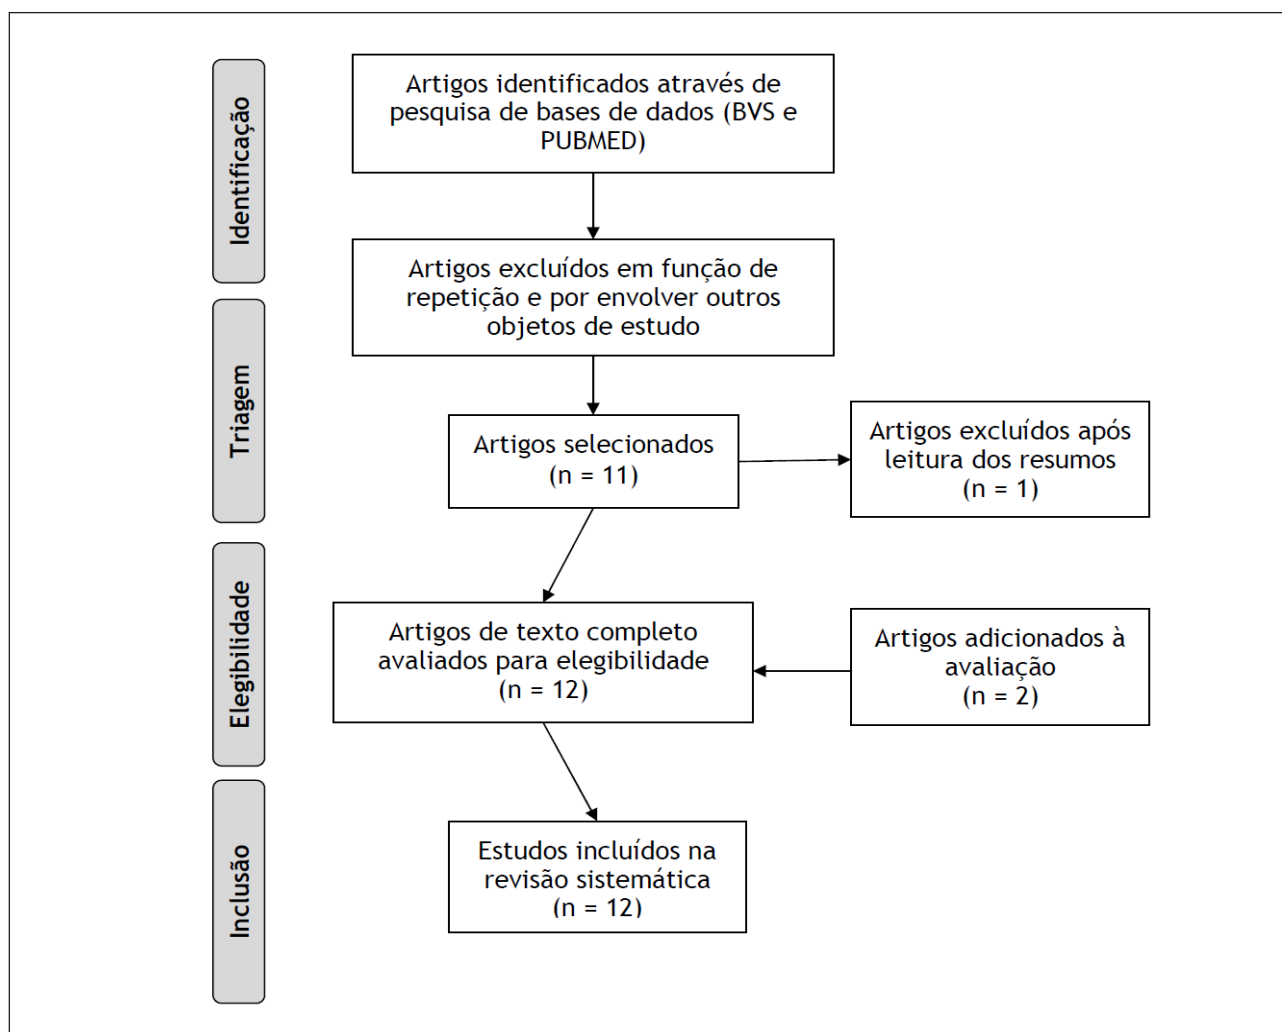 Identificação
Artigos identificados através de
pesquisa de bases de dados (BVS e
PUBMED)
Artigos excluídos em função de
repetição e por envolver outros
objetos de estudo
Triagem
Artigos selecionados
(n = 11)
Artigos excluídos após
leitura dos resumos
(n = 1)
Elegibilidade
Artigos de texto completo
avaliados para elegibilidade
(n = 12)
Artigos adicionados à
avaliação
(n = 2)
Inclusão
Estudos incluídos na
revisão sistemática
(n = 12)